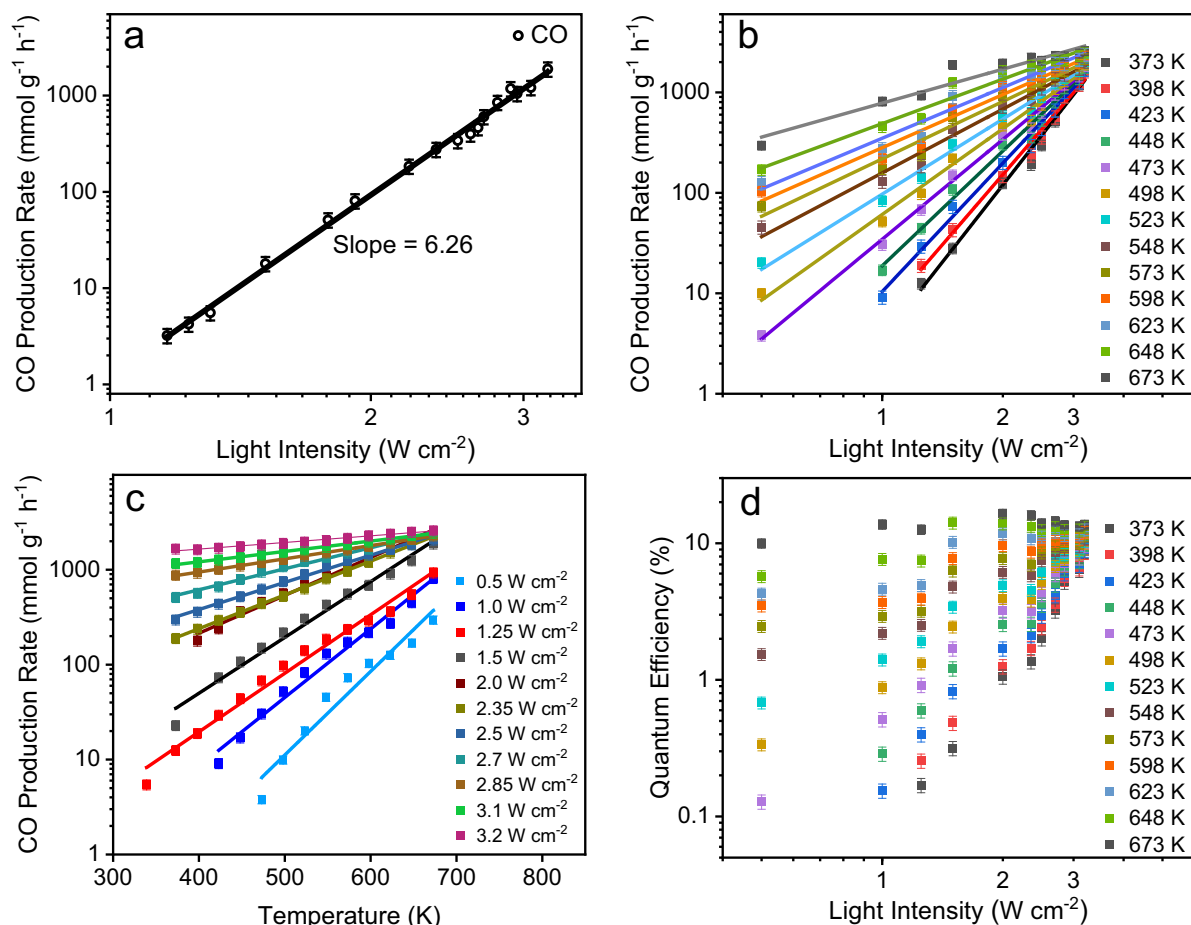 a
CO
CO Production Rate (mmol g⁻¹ h⁻¹)
1000
100
10
1
Slope = 6.26
1
2
3
Light Intensity (W cm⁻²)
b
CO Production Rate (mmol g⁻¹ h⁻¹)
1000
100
10
1
1
2
3
Light Intensity (W cm⁻²)
373 K
398 K
423 K
448 K
473 K
498 K
523 K
548 K
573 K
598 K
623 K
648 K
673 K
c
CO Production Rate (mmol g⁻¹ h⁻¹)
1000
100
10
1
300
400
500
600
700
800
Temperature (K)
0.5 W cm⁻²
1.0 W cm⁻²
1.25 W cm⁻²
1.5 W cm⁻²
2.0 W cm⁻²
2.35 W cm⁻²
2.5 W cm⁻²
2.7 W cm⁻²
2.85 W cm⁻²
3.1 W cm⁻²
3.2 W cm⁻²
d
Quantum Efficiency (%)
10
1
0.1
1
2
3
Light Intensity (W cm⁻²)
373 K
398 K
423 K
448 K
473 K
498 K
523 K
548 K
573 K
598 K
623 K
648 K
673 K